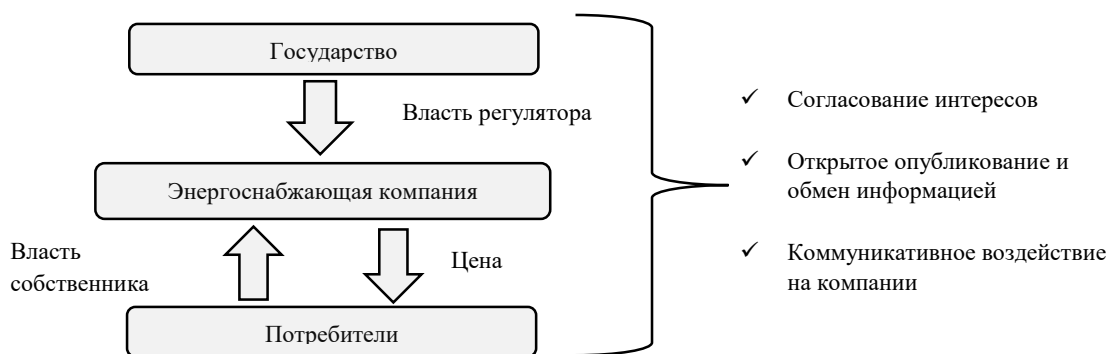 Государство
Власть регулятора
Энергоснабжающая компания
Власть
собственника
Цена
Потребители
✓ Согласование интересов
✓ Открытое опубликование и
обмен информацией
✓ Коммуникативное воздействие
на компании